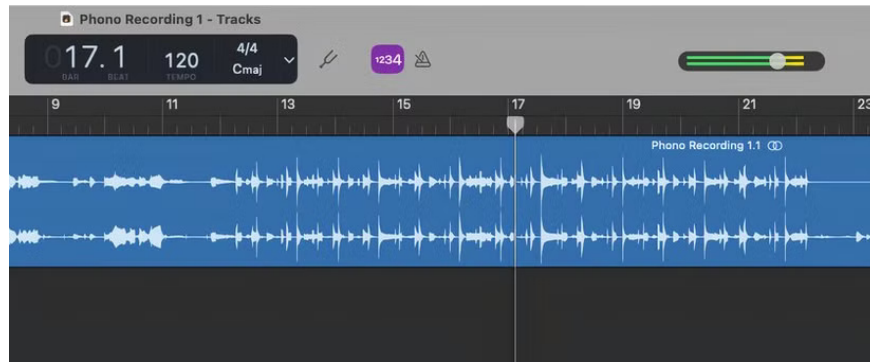 Phono Recording 1 - Tracks
017.1
BAR BEAT
120
TEMPO
4/4
Cmaj
1234
9 11 13 15 17 19 21 23
Phono Recording 1.1